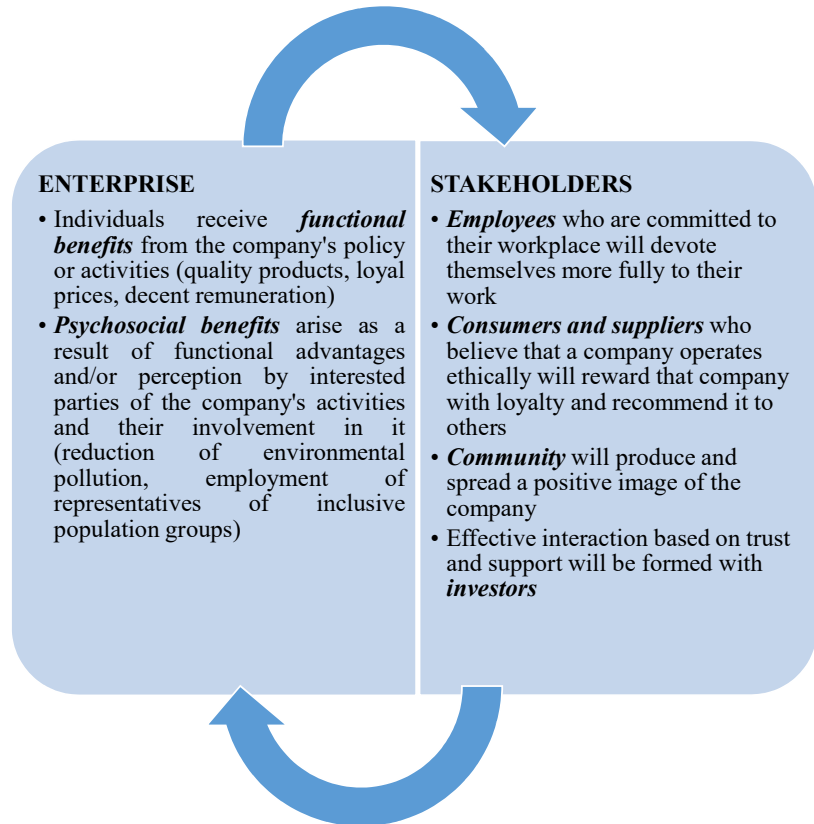 ENTERPRISE
• Individuals receive functional
benefits from the company's policy
or activities (quality products, loyal
prices, decent remuneration)
• Psychosocial benefits arise as a
result of functional advantages
and/or perception by interested
parties of the company's activities
and their involvement in it
(reduction of environmental
pollution, employment of
representatives of inclusive
population groups)
STAKEHOLDERS
• Employees who are committed to
their workplace will devote
themselves more fully to their
work
• Consumers and suppliers who
believe that a company operates
ethically will reward that company
with loyalty and recommend it to
others
• Community will produce and
spread a positive image of the
company
• Effective interaction based on trust
and support will be formed with
investors